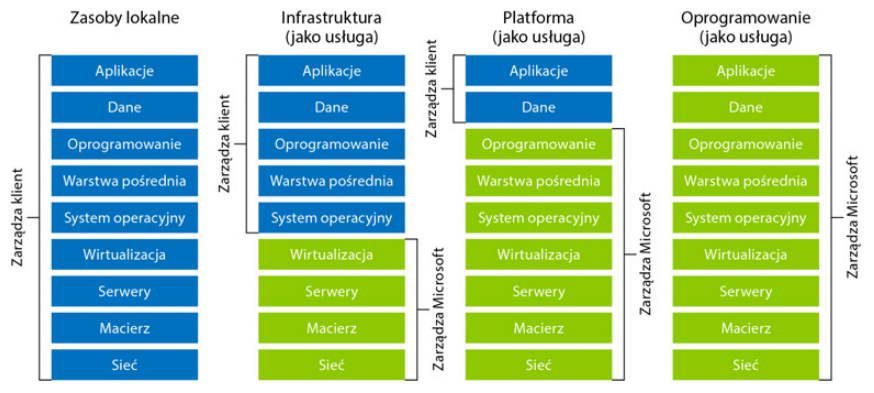 Zasoby lokalne
Zarządza klient
Aplikacje
Dane
Oprogramowanie
Warstwa pośrednia
System operacyjny
Wirtualizacja
Serwery
Macierz
Sieć
Infrastruktura
(jako usługa)
Zarządza klient
Aplikacje
Dane
Oprogramowanie
Warstwa pośrednia
System operacyjny
Wirtualizacja
Serwery
Macierz
Sieć
Zarządza Microsoft
Platforma
(jako usługa)
Zarządza klient
Aplikacje
Dane
Oprogramowanie
Warstwa pośrednia
System operacyjny
Wirtualizacja
Serwery
Macierz
Sieć
Zarządza Microsoft
Oprogramowanie
(jako usługa)
Aplikacje
Dane
Oprogramowanie
Warstwa pośrednia
System operacyjny
Wirtualizacja
Serwery
Macierz
Sieć
Zarządza Microsoft